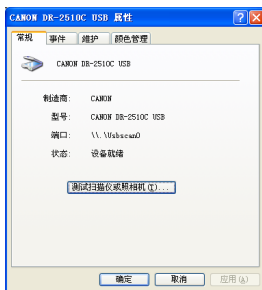 CANON DR-2510C USB 属性
常规 事件 维护 颜色管理
CANON DR-2510C USB
制造商: CANON
型号: CANON DR-2510C USB
端口: \\.\Usbscan0
状态: 设备就绪
测试扫描仪或照相机(T)...
确定 取消 应用(A)